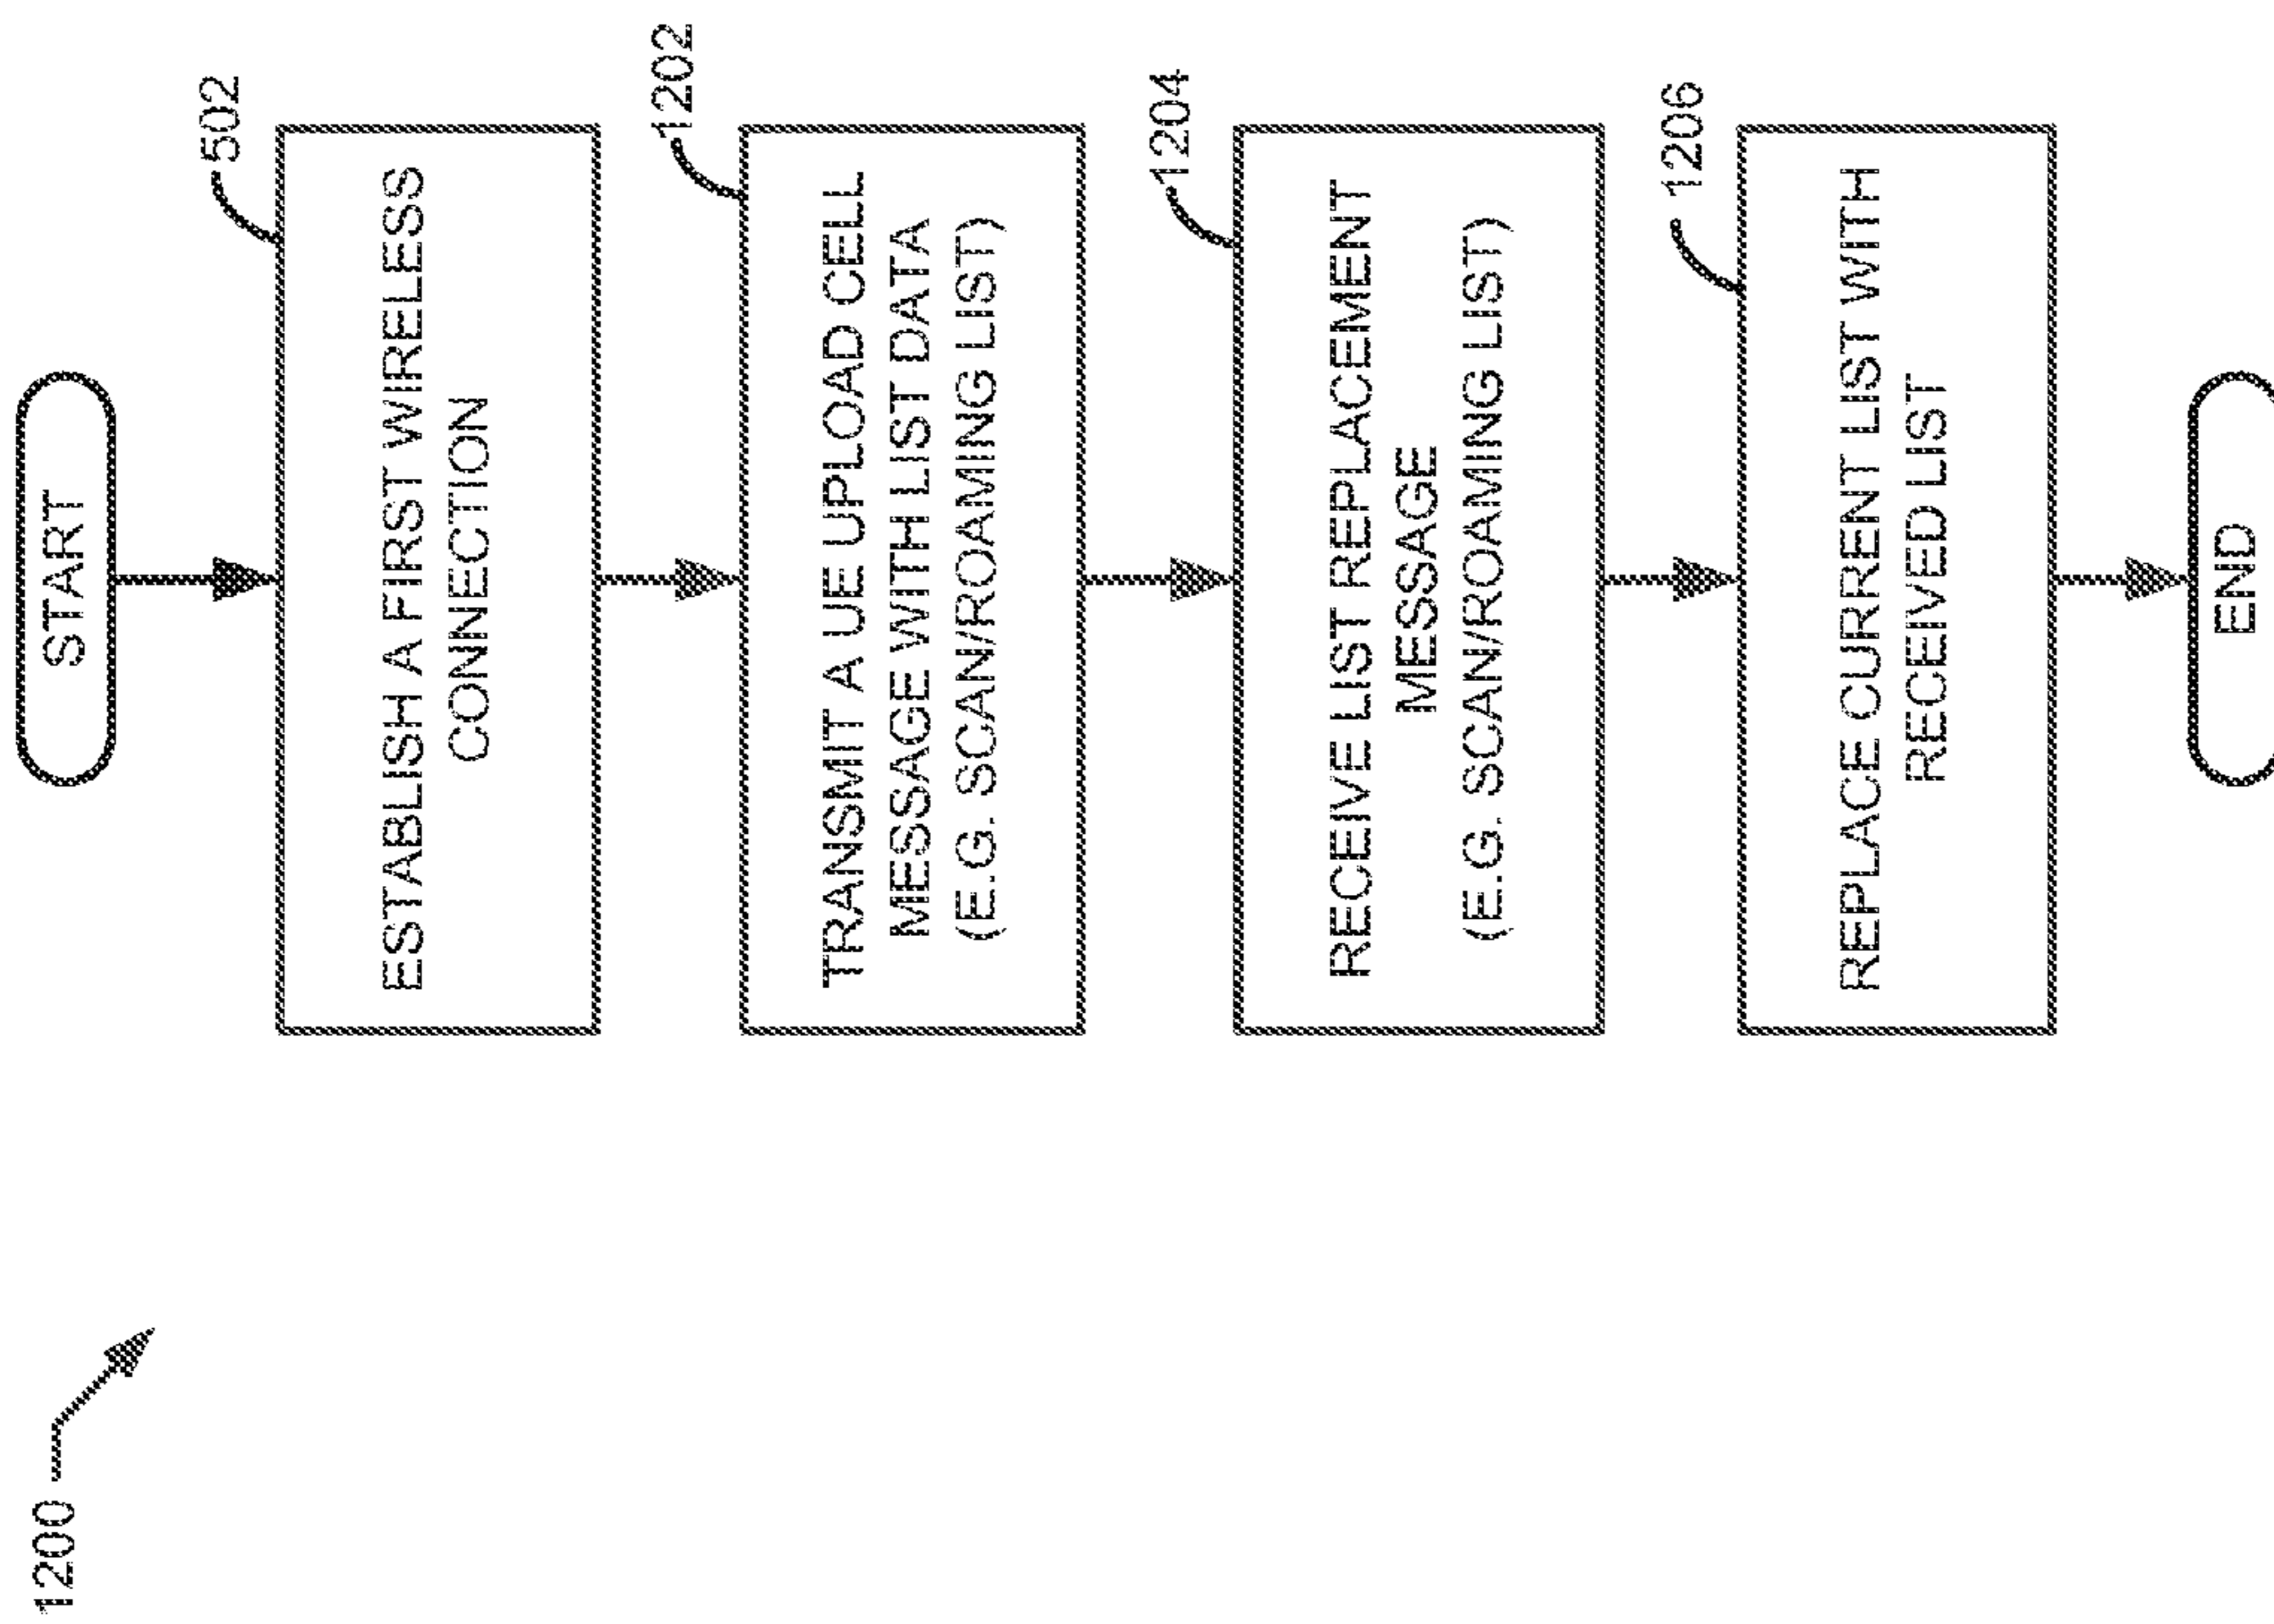 1200
START
502
ESTABLISH A FIRST WIRELESS
CONNECTION
1202
TRANSMIT A UE UPLOAD CELL
MESSAGE WITH LIST DATA
(E.G. SCAN/ROAMING LIST)
1204
RECEIVE LIST REPLACEMENT
MESSAGE
(E.G. SCAN/ROAMING LIST)
1206
REPLACE CURRENT LIST WITH
RECEIVED LIST
END